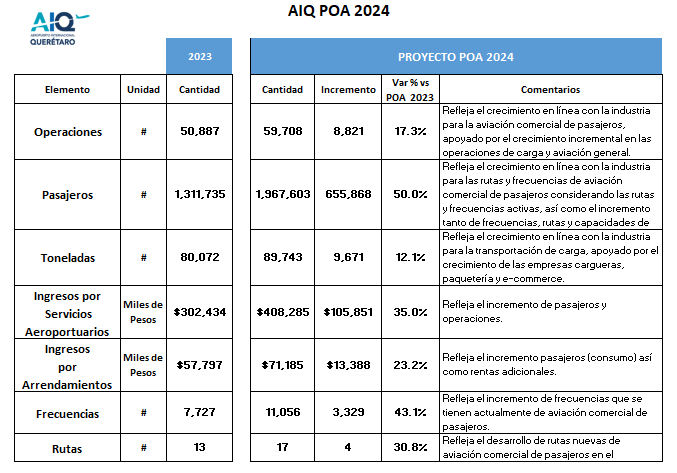 AIQ POA 2024
AIQ
AEROPUERTO INTERNACIONAL
QUERÉTARO
2023
PROYECTO POA 2024
Elemento Unidad Cantidad Cantidad Incremento Var % vs POA 2023 Comentarios
Operaciones # 50,887 59,708 8,821 17.3%
Refleja el crecimiento en línea con la industria
para la aviación comercial de pasajeros,
apoyado por el crecimiento incremental en las
operaciones de carga y aviación general.
Pasajeros # 1,311,735 1,967,603 655,868 50.0%
Refleja el crecimiento en línea con la industria
para las rutas y frecuencias de aviación
comercial de pasajeros considerando las rutas
y frecuencias activas, así como el incremento
tanto de frecuencias, rutas y capacidades de
Toneladas # 80,072 89,743 9,671 12.1%
Refleja el crecimiento en línea con la industria
para la transportación de carga, apoyado por el
crecimiento de las empresas cargueras,
paquetería y e-commerce.
Ingresos por
Servicios
Aeroportuarios
Miles de
Pesos
$302,434 $408,285 $105,851 35.0%
Refleja el incremento de pasajeros y
operaciones.
Ingresos
por
Arrendamientos
Miles de
Pesos
$57,797 $71,185 $13,388 23.2%
Refleja el incremento pasajeros (consumo) así
como rentas adicionales.
Frecuencias # 7,727 11,056 3,329 43.1%
Refleja el incremento de frecuencias que se
tienen actualmente de aviación comercial de
pasajeros.
Rutas # 13 17 4 30.8%
Refleja el desarrollo de rutas nuevas de
aviación comercial de pasajeros en el